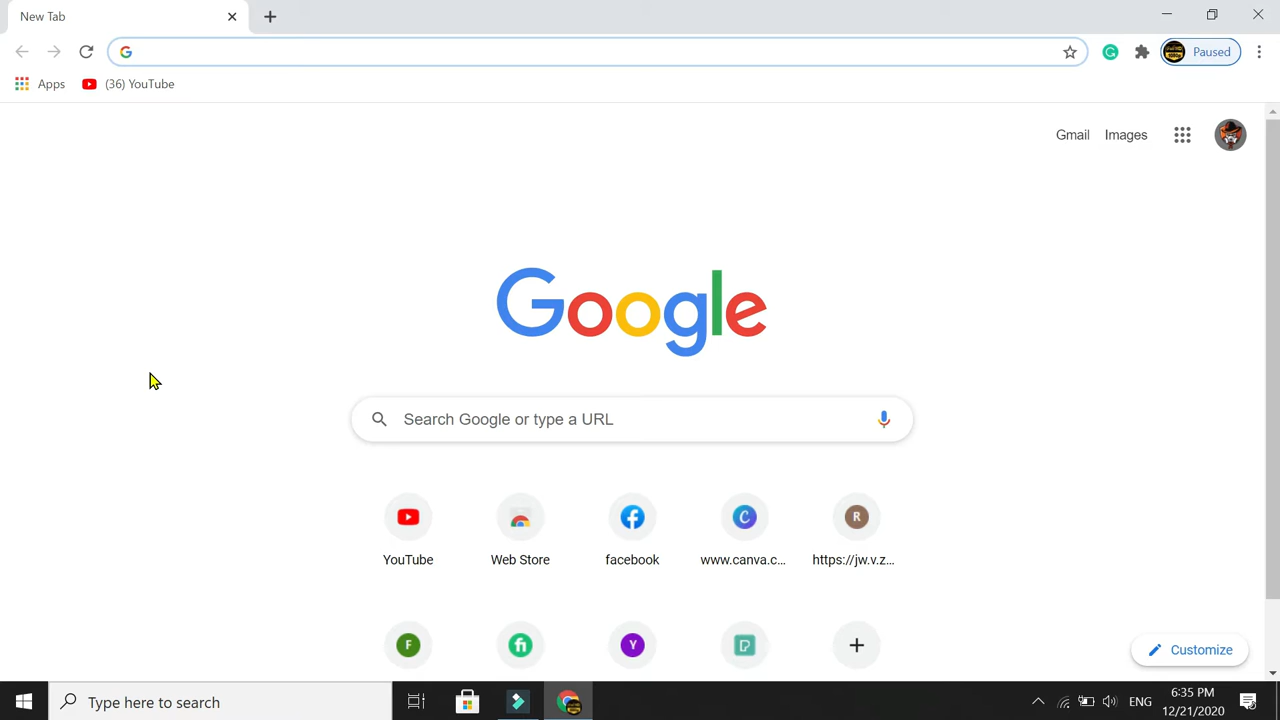 New Tab
Paused
Apps
(36) YouTube
Gmail
Images
Google
Search Google or type a URL
YouTube
Web Store
facebook
www.canva.c...
https://jw.v.z...
C
R
F
fi
Y
Customize
Type here to search
ENG
6:35 PM
12/21/2020